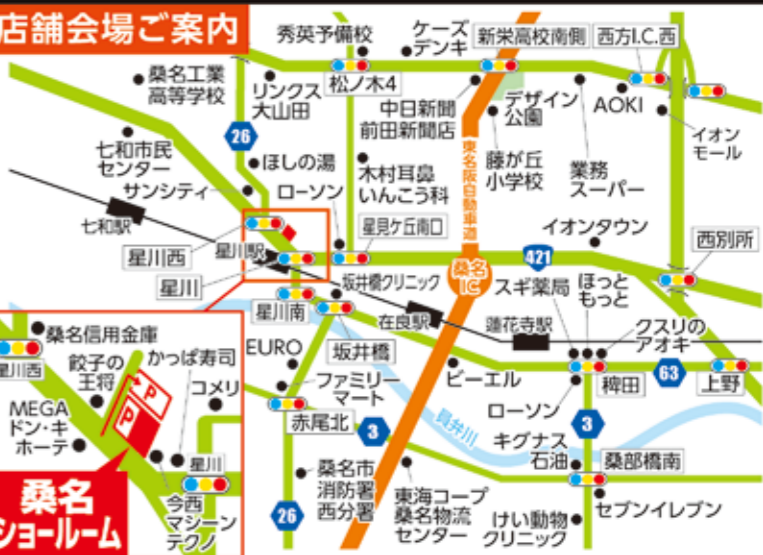 店舗会場ご案内
秀英予備校
ケーズ
デンキ
新栄高校南側
西方I.C.西
桑名工業
高等学校
リンクス
大山田
松ノ木4
中日新聞
前田新聞店
デザイン
公園
AOKI
イオン
モール
26
七和市民
センター
ほしの湯
サンシティ
ローソン
木村耳鼻
いんこう科
東名阪自動車道
藤が丘
小学校
業務
スーパー
七和駅
星川西
星川駅
星見ケ丘南口
イオンタウン
421
西別所
星川
坂井橋クリニック
桑名
IC
スギ薬局
ほっと
もっと
星川南
在良駅
蓮花寺駅
クスリの
アオキ
坂井橋
EURO
ビーエル
稗田
63
上野
ファミリー
マート
ローソン
赤尾北
3
員弁川
3
キグナス
石油
桑部橋南
桑名市
消防署
西分署
26
東海コープ
桑名物流
センター
けい動物
クリニック
セブンイレブン
桑名信用金庫
星川西
餃子の
王将
かっぱ寿司
コメリ
P
P
MEGA
ドン・キ
ホーテ
星川
今西
マシーン
テクノ
桑名
ショールーム